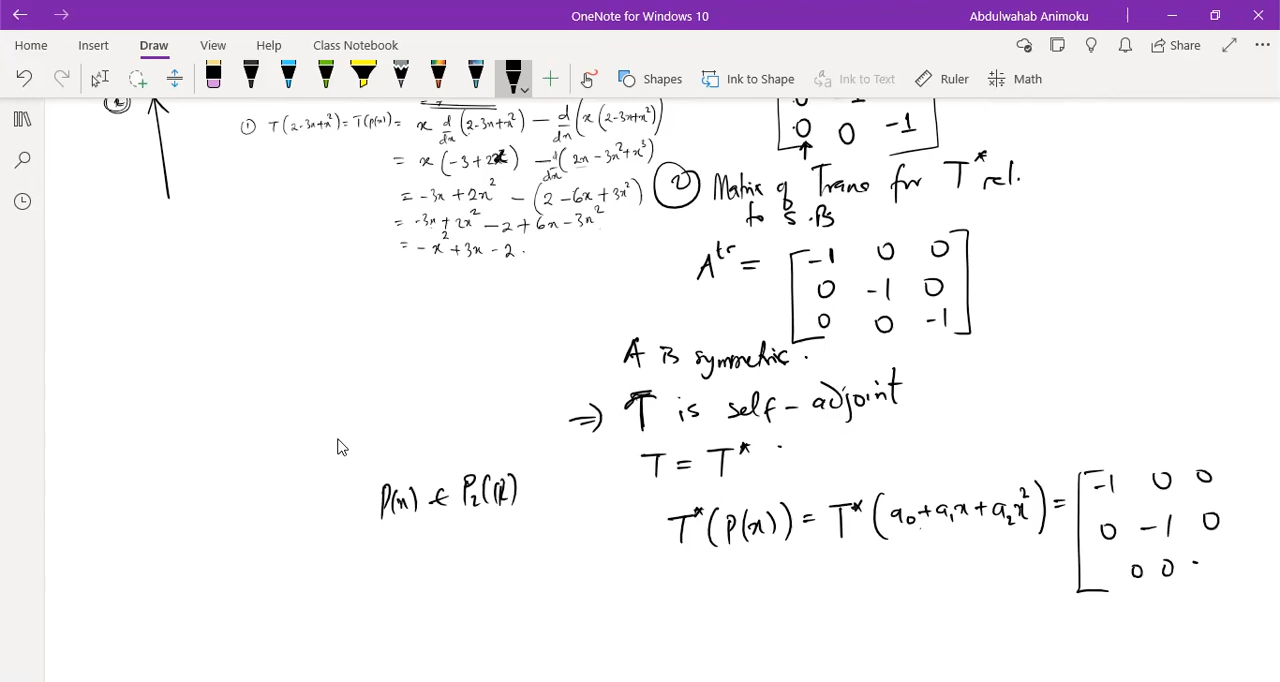 OneNote for Windows 10
Abdulwahab Animoku
Home Insert Draw View Help Class Notebook
Share
Shapes Ink to Shape Ink to Text Ruler Math
① T(2-3x+x²) = T(p(x)) = x d/dx (2-3x+x²) - d/dx (x(2-3x+x²))
= x(-3+2x) - d/dx (2x-3x²+x³)
= -3x+2x² - (2-6x+3x²)
= -3x+2x²-2+6x-3x²
= -x²+3x-2.
0 0 -1
② Matrix of Trans for T* rel.
to S.B
A^tr = [ -1 0 0
0 -1 0
0 0 -1 ]
A is symmetric.
⇒ T is self-adjoint
T = T*
P(x) ∈ P₂(ℝ)
T*(P(x)) = T*(a₀+a₁x+a₂x²) = [ -1 0 0
0 -1 0
0 0